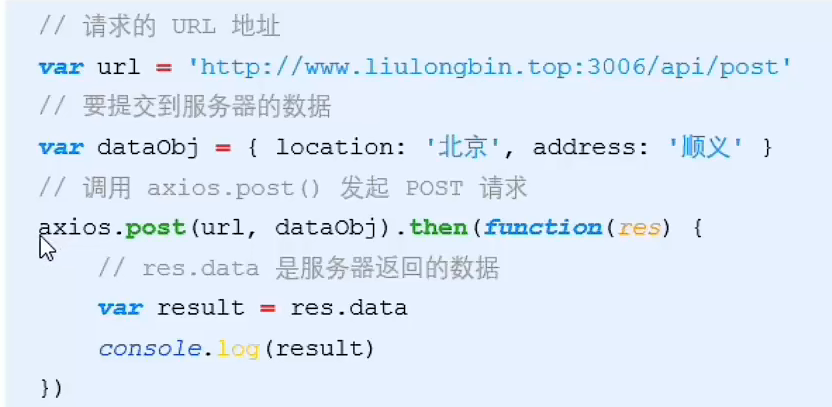 // 请求的 URL 地址
var url = 'http://www.liulongbin.top:3006/api/post'
// 要提交到服务器的数据
var dataObj = { location: '北京', address: '顺义' }
// 调用 axios.post() 发起 POST 请求
axios.post(url, dataObj).then(function(res) {
    // res.data 是服务器返回的数据
    var result = res.data
    console.log(result)
})